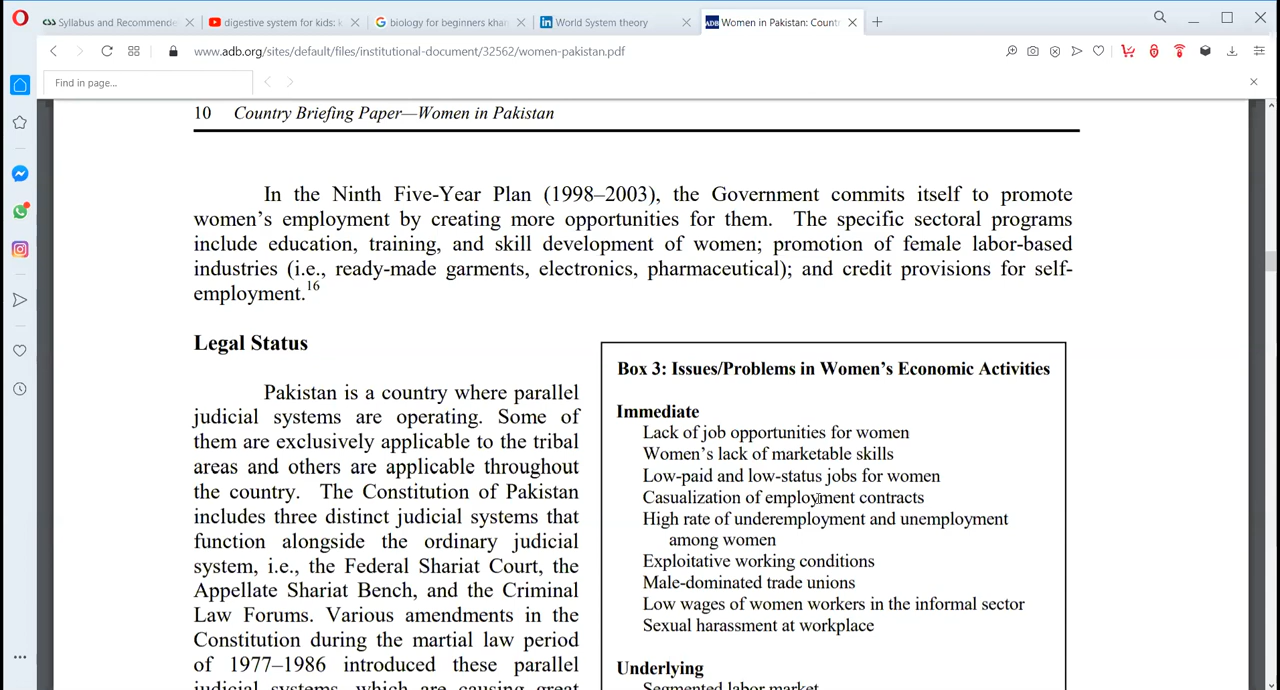 Syllabus and Recommende
digestive system for kids: k
biology for beginners khan
World System theory
ADB Women in Pakistan: Countr
www.adb.org/sites/default/files/institutional-document/32562/women-pakistan.pdf
Find in page...
10 Country Briefing Paper—Women in Pakistan
In the Ninth Five-Year Plan (1998–2003), the Government commits itself to promote
women’s employment by creating more opportunities for them. The specific sectoral programs
include education, training, and skill development of women; promotion of female labor-based
industries (i.e., ready-made garments, electronics, pharmaceutical); and credit provisions for self-
employment.16
Legal Status
Pakistan is a country where parallel
judicial systems are operating. Some of
them are exclusively applicable to the tribal
areas and others are applicable throughout
the country. The Constitution of Pakistan
includes three distinct judicial systems that
function alongside the ordinary judicial
system, i.e., the Federal Shariat Court, the
Appellate Shariat Bench, and the Criminal
Law Forums. Various amendments in the
Constitution during the martial law period
of 1977–1986 introduced these parallel
judicial systems, which are causing great
Box 3: Issues/Problems in Women’s Economic Activities
Immediate
Lack of job opportunities for women
Women’s lack of marketable skills
Low-paid and low-status jobs for women
Casualization of employment contracts
High rate of underemployment and unemployment
among women
Exploitative working conditions
Male-dominated trade unions
Low wages of women workers in the informal sector
Sexual harassment at workplace
Underlying
Segmented labor market